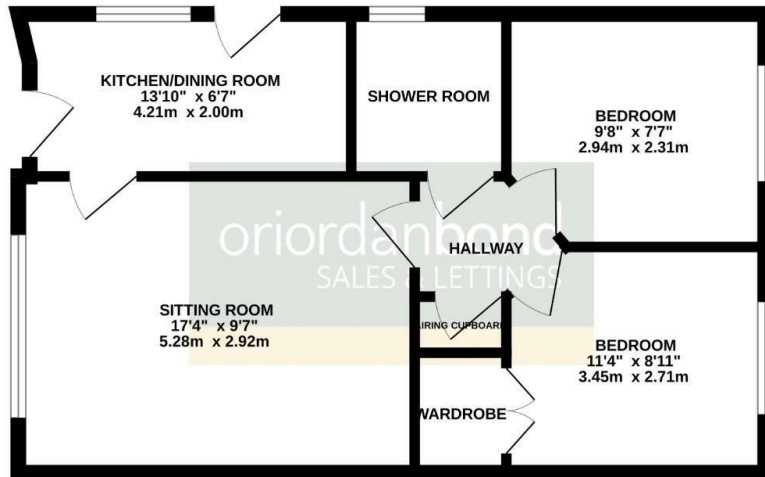 KITCHEN/DINING ROOM
13'10" x 6'7"
4.21m x 2.00m
SHOWER ROOM
BEDROOM
9'8" x 7'7"
2.94m x 2.31m
oriordanbond
SALES & LETTINGS
HALLWAY
SITTING ROOM
17'4" x 9'7"
5.28m x 2.92m
AIRING CUPBOARD
BEDROOM
11'4" x 8'11"
3.45m x 2.71m
WARDROBE